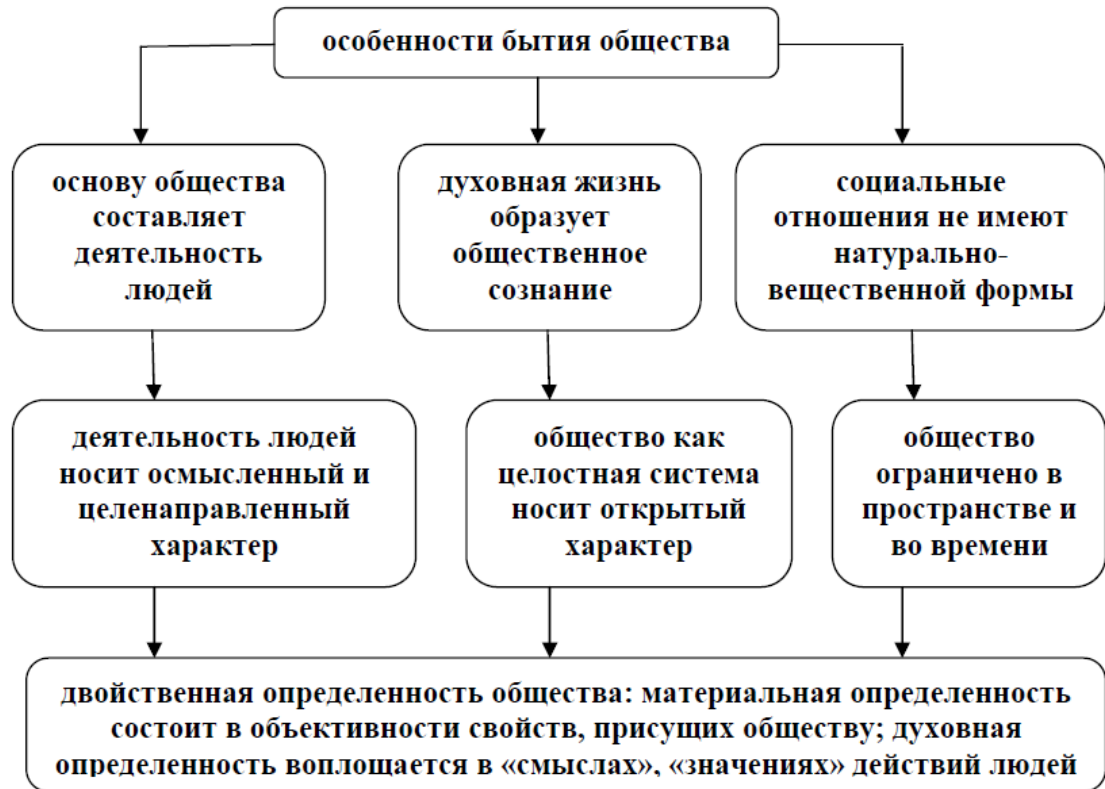 особенности бытия общества
основу общества
составляет
деятельность
людей
духовная жизнь
образует
общественное
сознание
социальные
отношения не имеют
натурально-
вещественной формы
деятельность людей
носит осмысленный и
целенаправленный
характер
общество как
целостная система
носит открытый
характер
общество
ограничено в
пространстве и
во времени
двойственная определенность общества: материальная определенность
состоит в объективности свойств, присущих обществу; духовная
определенность воплощается в «смыслах», «значениях» действий людей